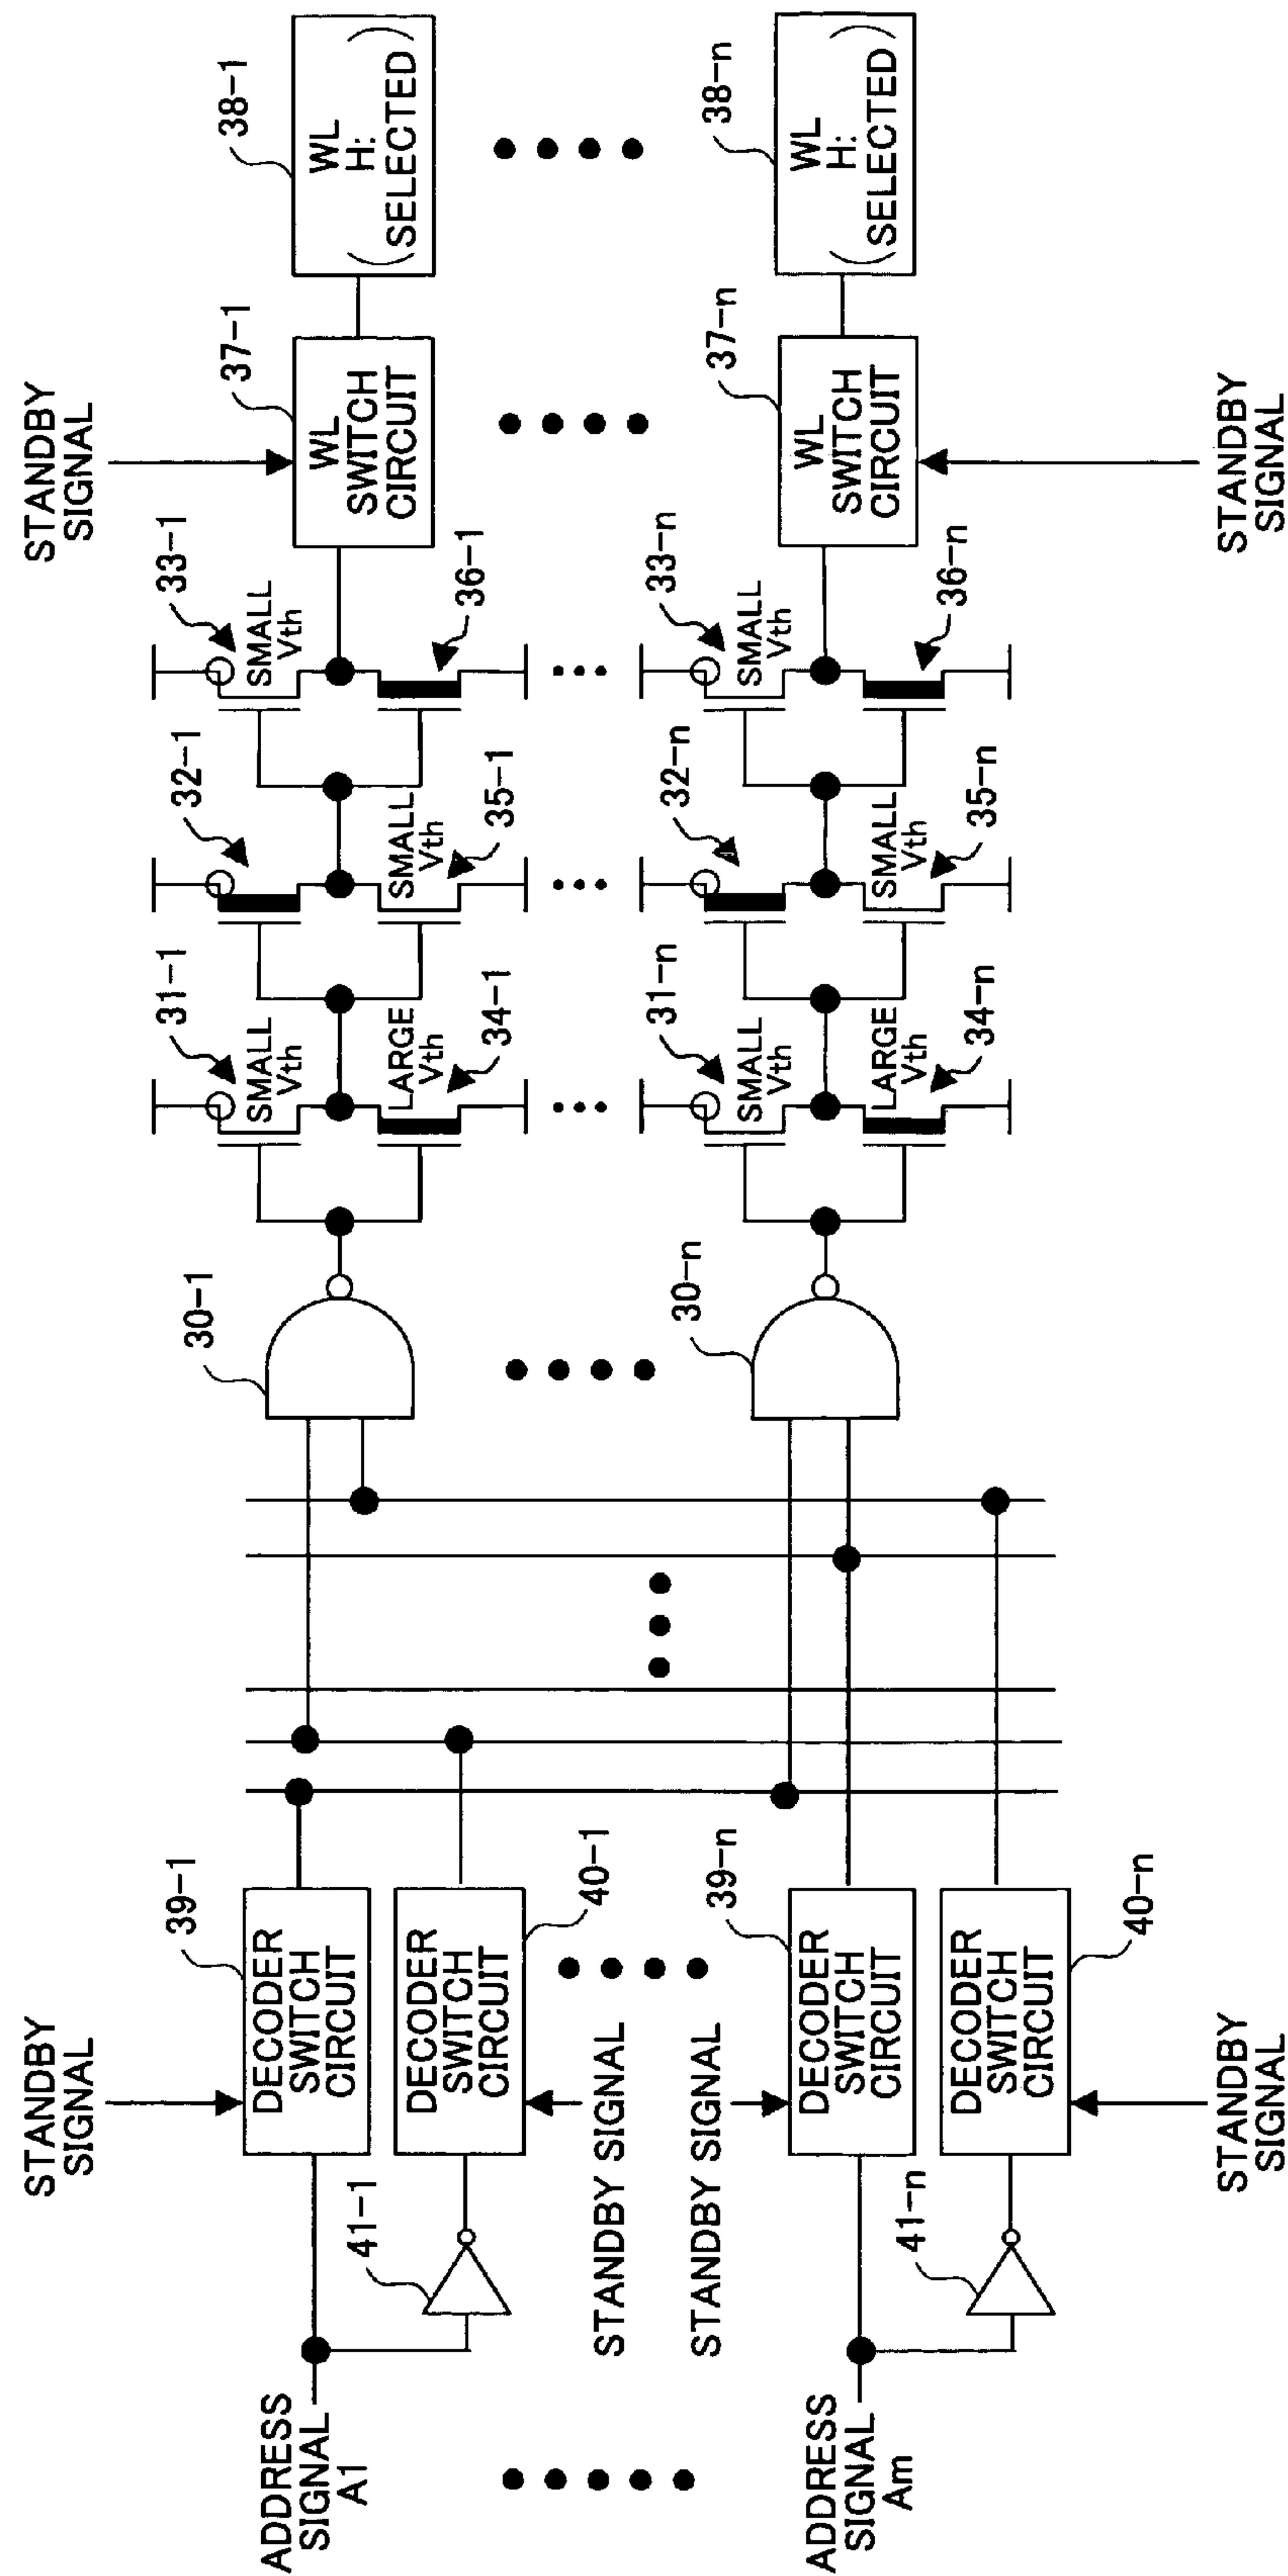 STANDBY
SIGNAL
STANDBY
SIGNAL
ADDRESS
SIGNAL
A1
41-1
39-1
DECODER
SWITCH
CIRCUIT
DECODER
SWITCH
CIRCUIT
40-1
STANDBY SIGNAL
30-1
31-1
SMALL
Vth
LARGE
Vth
34-1
32-1
SMALL
Vth
35-1
33-1
SMALL
Vth
36-1
37-1
WL
SWITCH
CIRCUIT
38-1
WL
H:
(SELECTED)
STANDBY SIGNAL
ADDRESS
SIGNAL
Am
41-n
39-n
DECODER
SWITCH
CIRCUIT
DECODER
SWITCH
CIRCUIT
40-n
30-n
31-n
SMALL
Vth
LARGE
Vth
34-n
32-n
SMALL
Vth
35-n
33-n
SMALL
Vth
36-n
37-n
WL
SWITCH
CIRCUIT
38-n
WL
H:
(SELECTED)
STANDBY
SIGNAL
STANDBY
SIGNAL